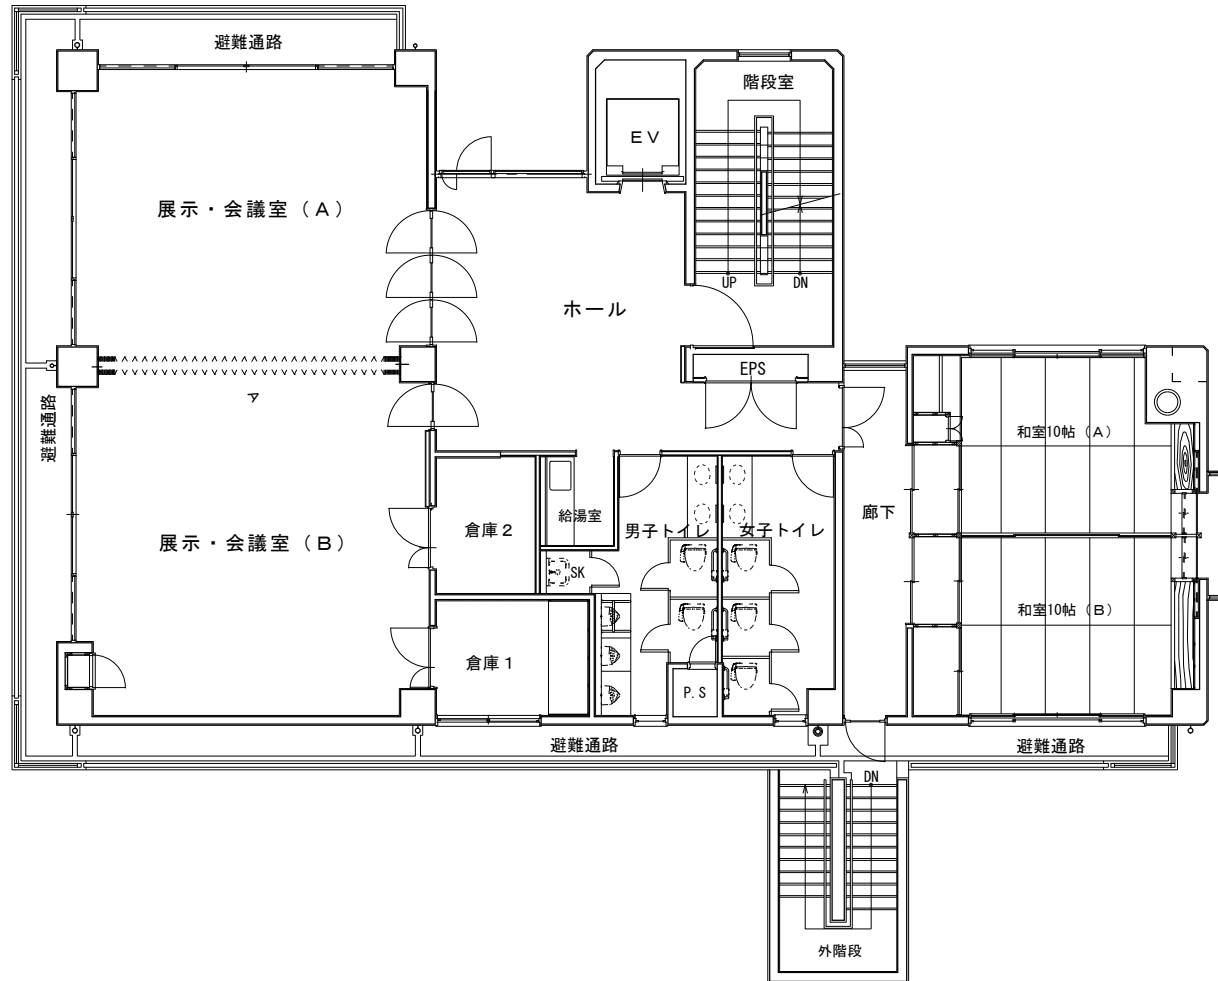 避難通路
階段室
EV
展示・会議室（A）
UP
DN
ホール
EPS
避難通路
和室10帖（A）
給湯室
廊下
倉庫２
男子トイレ
女子トイレ
展示・会議室（B）
SK
和室10帖（B）
倉庫１
P.S
避難通路
避難通路
DN
外階段